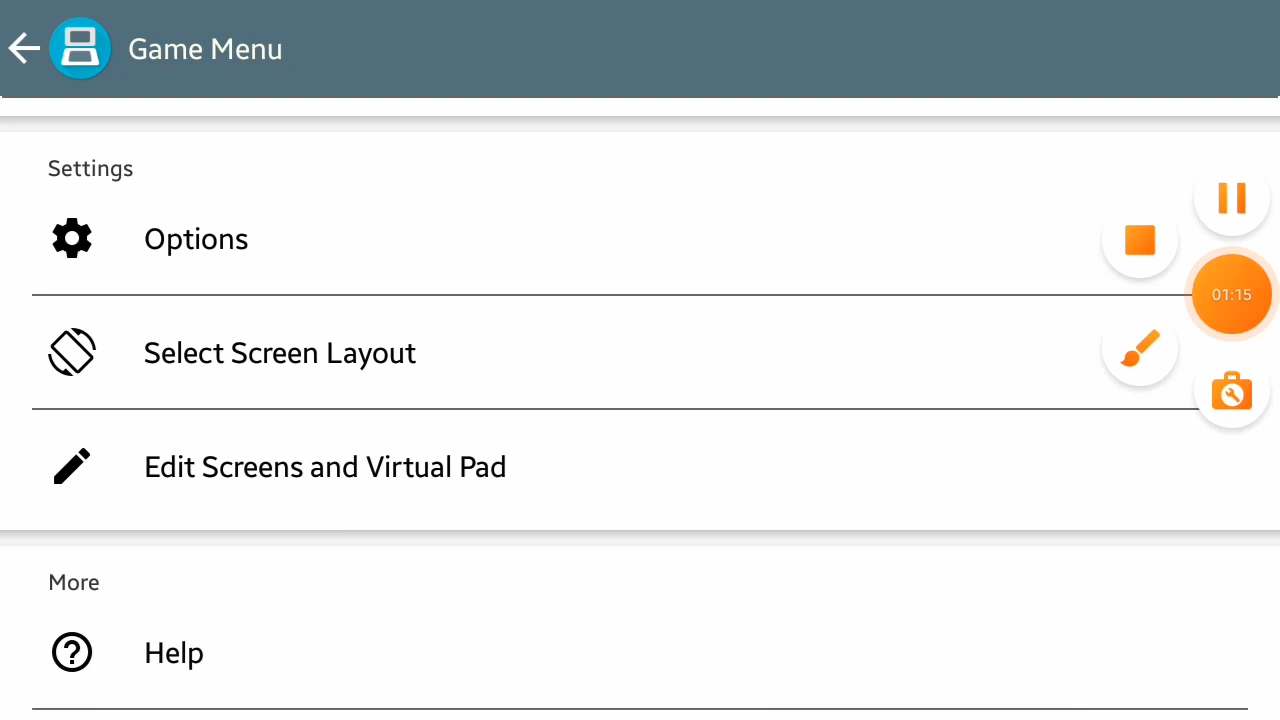 Game Menu
Settings
Options
01:15
Select Screen Layout
Edit Screens and Virtual Pad
More
Help